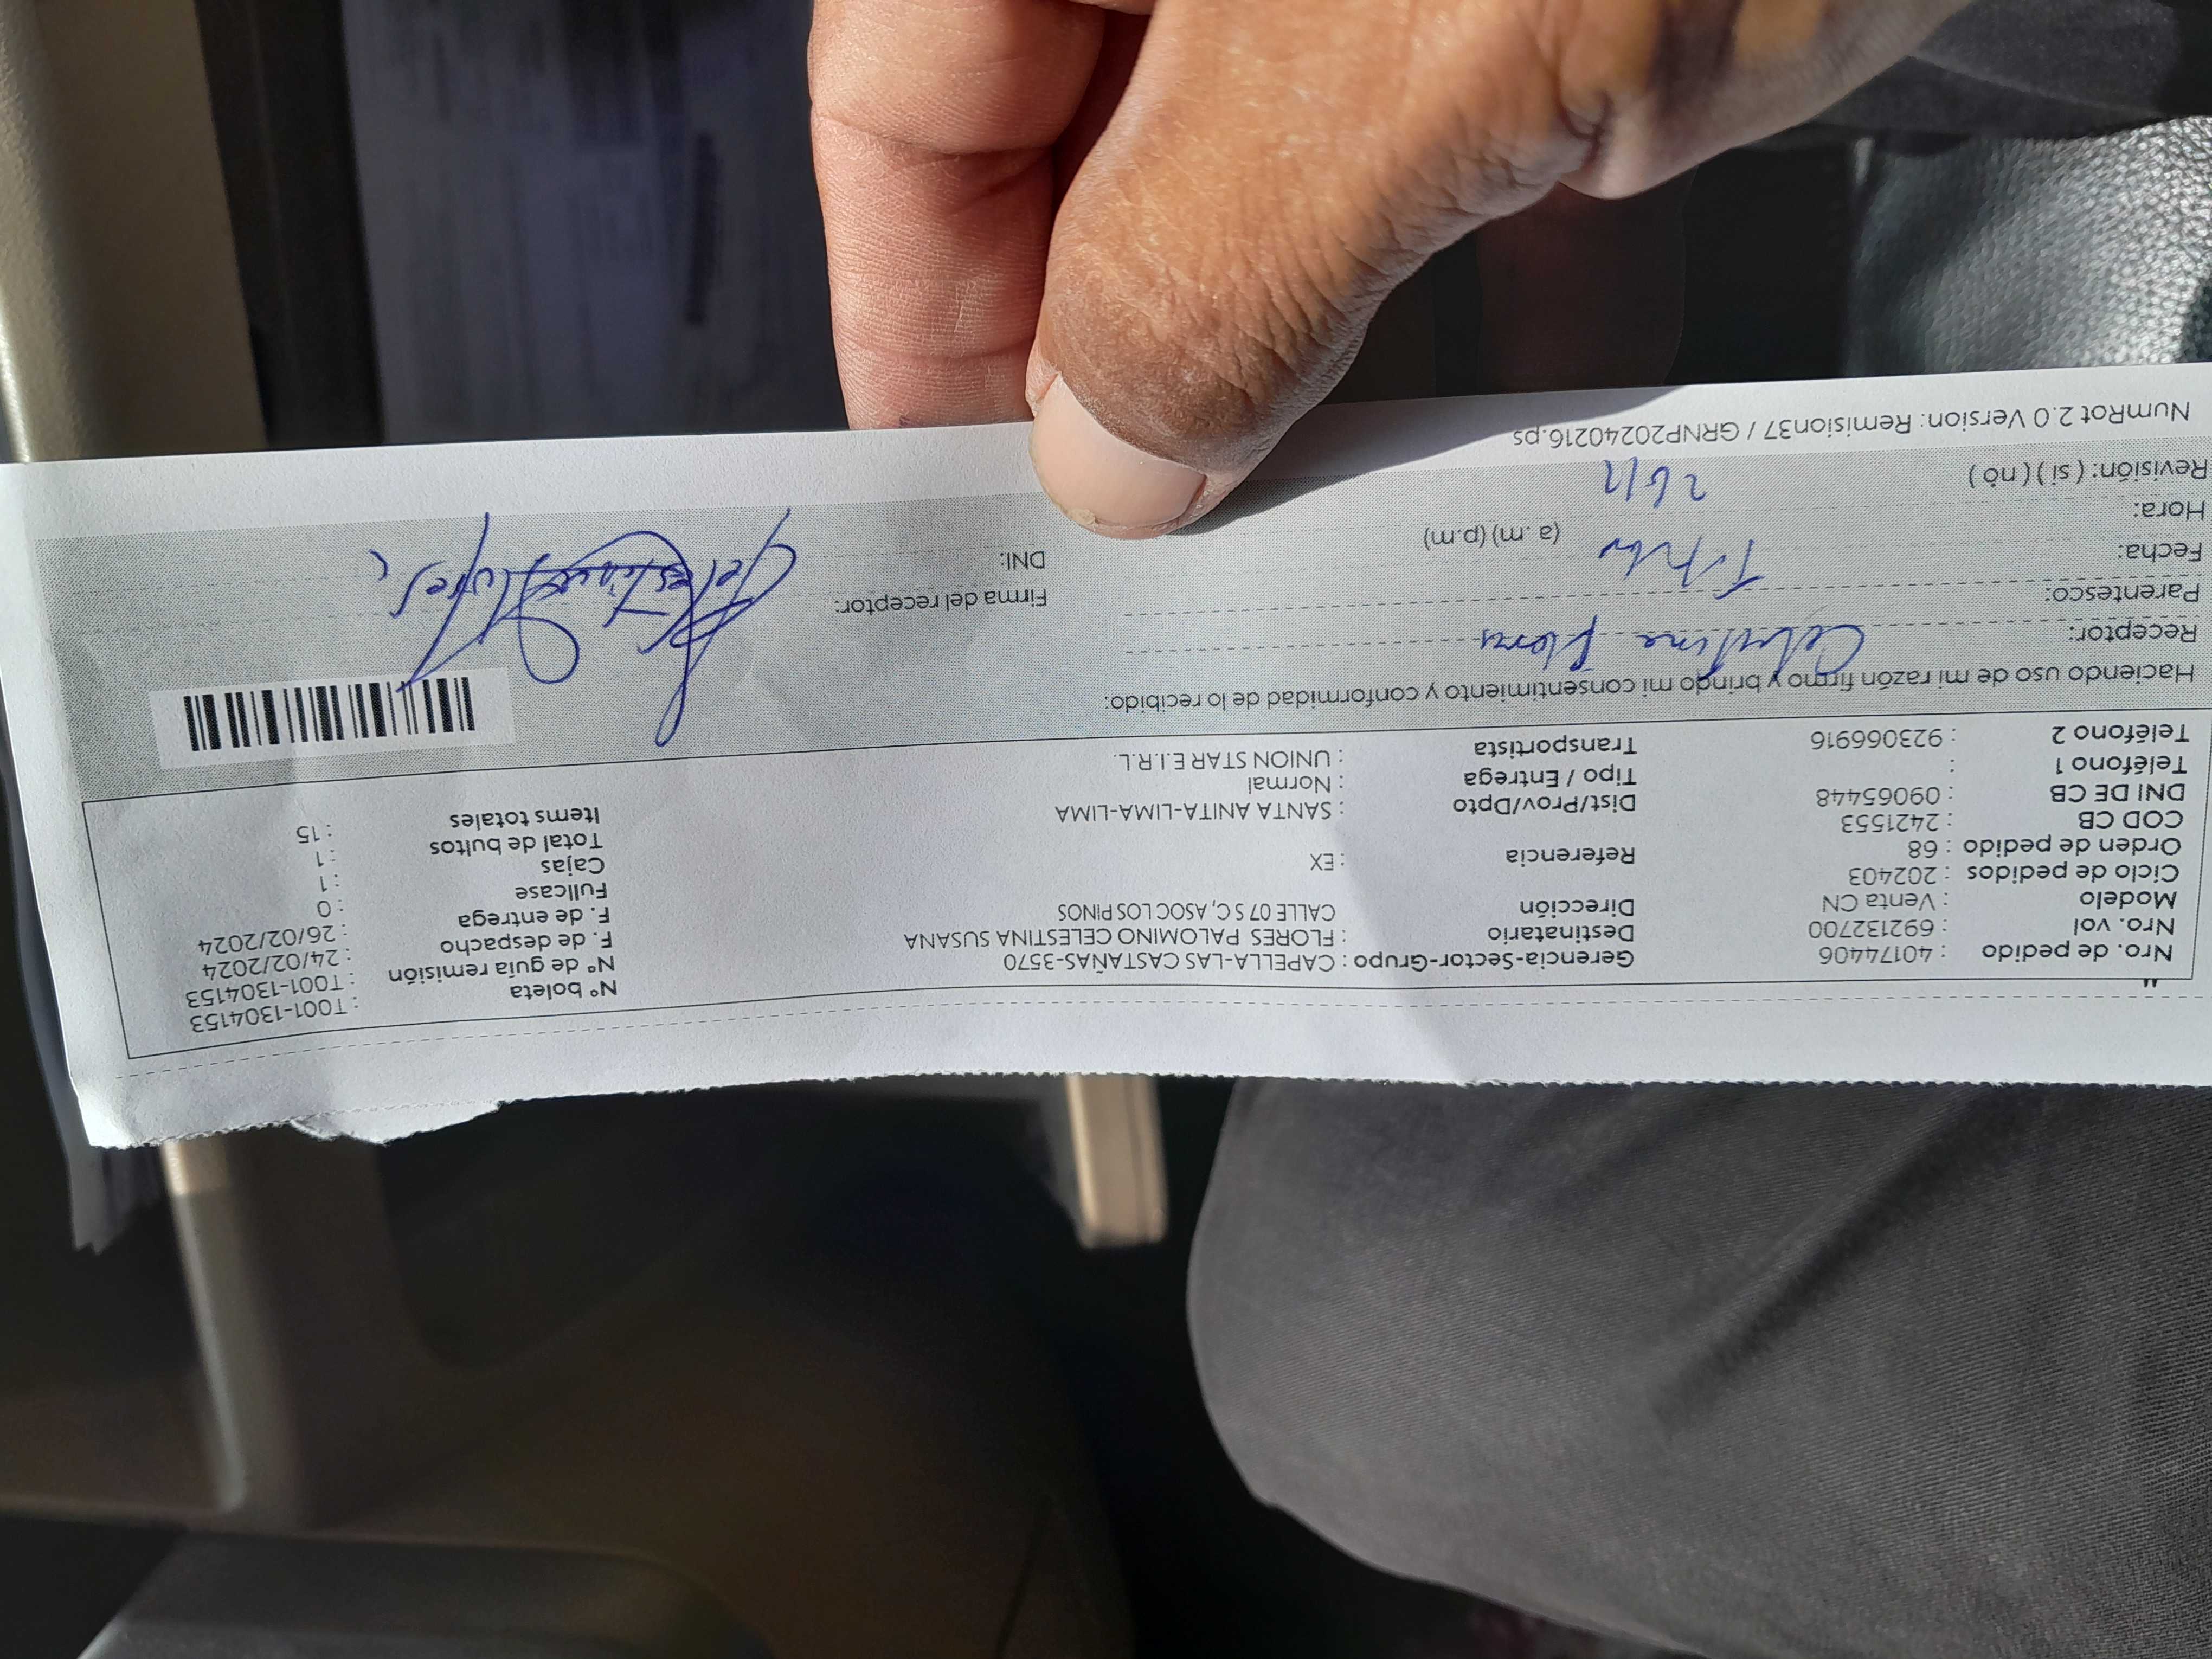 Nro. de pedido : 40174406 Gerencia-Sector-Grupo : CAPELLA-LAS CASTAÑAS-3570 N° boleta : T001-1304153
Nro. vol : 692132700 Destinatario : FLORES PALOMINO CELESTINA SUSANA N° de guía remisión : T001-1304153
Modelo : Venta CN Dirección CALLE 07 S C, ASOC LOS PINOS F. de despacho : 24/02/2024
Ciclo de pedidos : 202403 F. de entrega : 26/02/2024
Orden de pedido : 68 Referencia : EX Fullcase : 0
COD CB : 2421553 Cajas : 1
DNI DE CB : 09065448 Dist/Prov/Dpto : SANTA ANITA-LIMA-LIMA Total de bultos : 1
Teléfono 1 : Tipo / Entrega : Normal Items totales : 15
Teléfono 2 : 923066916 Transportista : UNION STAR E.I.R.L.
Haciendo uso de mi razón firmo y brindo mi consentimiento y conformidad de lo recibido:
Receptor: Celestina Flores
Parentesco: Titular Firma del receptor:
Fecha: 26/2 DNI:
Hora: (a .m) (p.m)
Revisión: ( si ) ( no )
NumRot 2.0 Version: Remision37 / GRNP20240216.ps